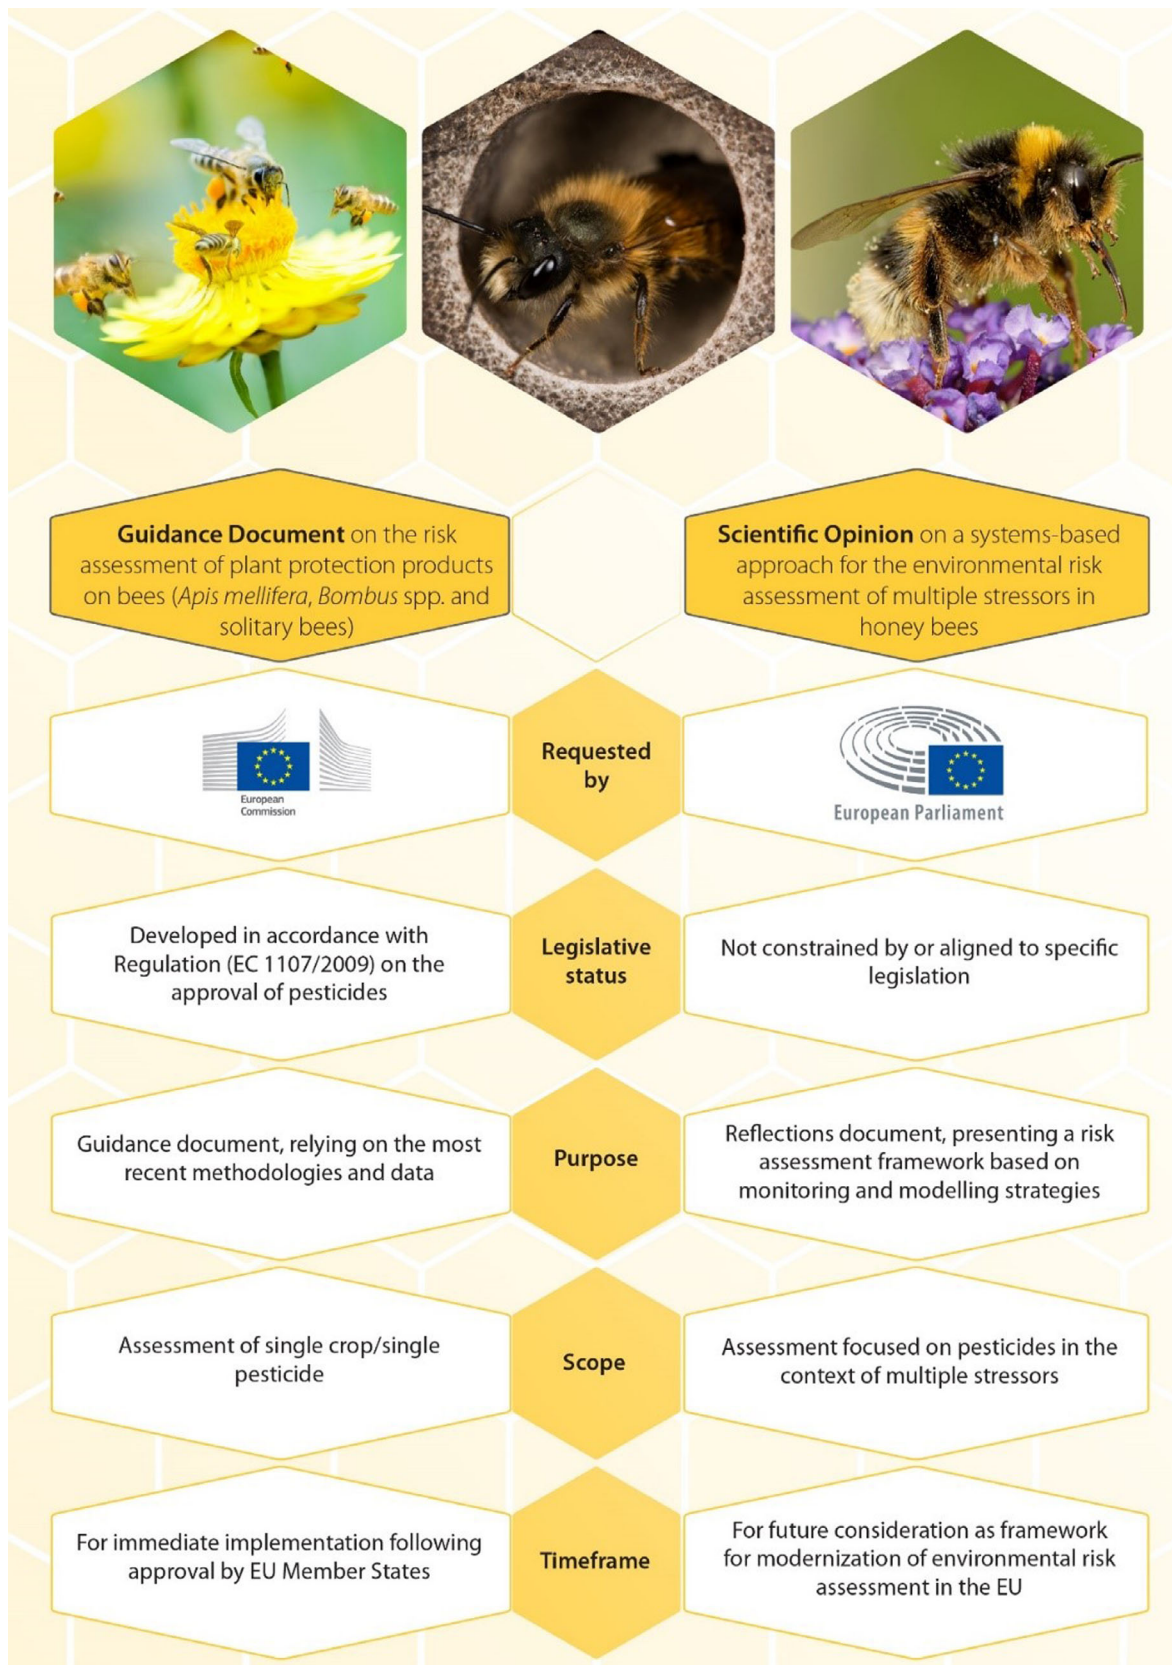 Guidance Document on the risk
assessment of plant protection products
on bees (Apis mellifera, Bombus spp. and
solitary bees)
Scientific Opinion on a systems-based
approach for the environmental risk
assessment of multiple stressors in
honey bees
European
Commission
Requested
by
European Parliament
Developed in accordance with
Regulation (EC 1107/2009) on the
approval of pesticides
Legislative
status
Not constrained by or aligned to specific
legislation
Guidance document, relying on the most
recent methodologies and data
Purpose
Reflections document, presenting a risk
assessment framework based on
monitoring and modelling strategies
Assessment of single crop/single
pesticide
Scope
Assessment focused on pesticides in the
context of multiple stressors
For immediate implementation following
approval by EU Member States
Timeframe
For future consideration as framework
for modernization of environmental risk
assessment in the EU